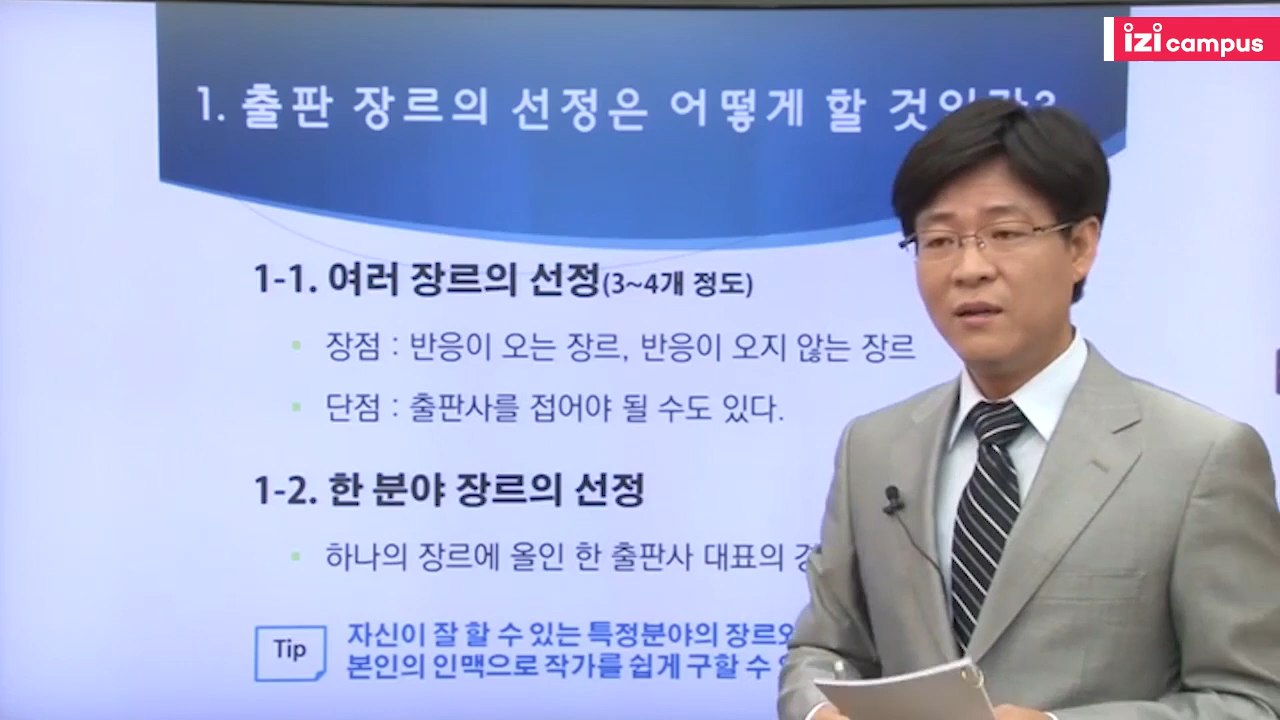 izi campus
1. 출판 장르의 선정은 어떻게 할 것인가?
1-1. 여러 장르의 선정(3~4개 정도)
장점 : 반응이 오는 장르, 반응이 오지 않는 장르
단점 : 출판사를 접어야 될 수도 있다.
1-2. 한 분야 장르의 선정
하나의 장르에 올인 한 출판사 대표의
Tip
자신이 잘 할 수 있는 특정분야의 장르와
본인의 인맥으로 작가를 쉽게 구할 수